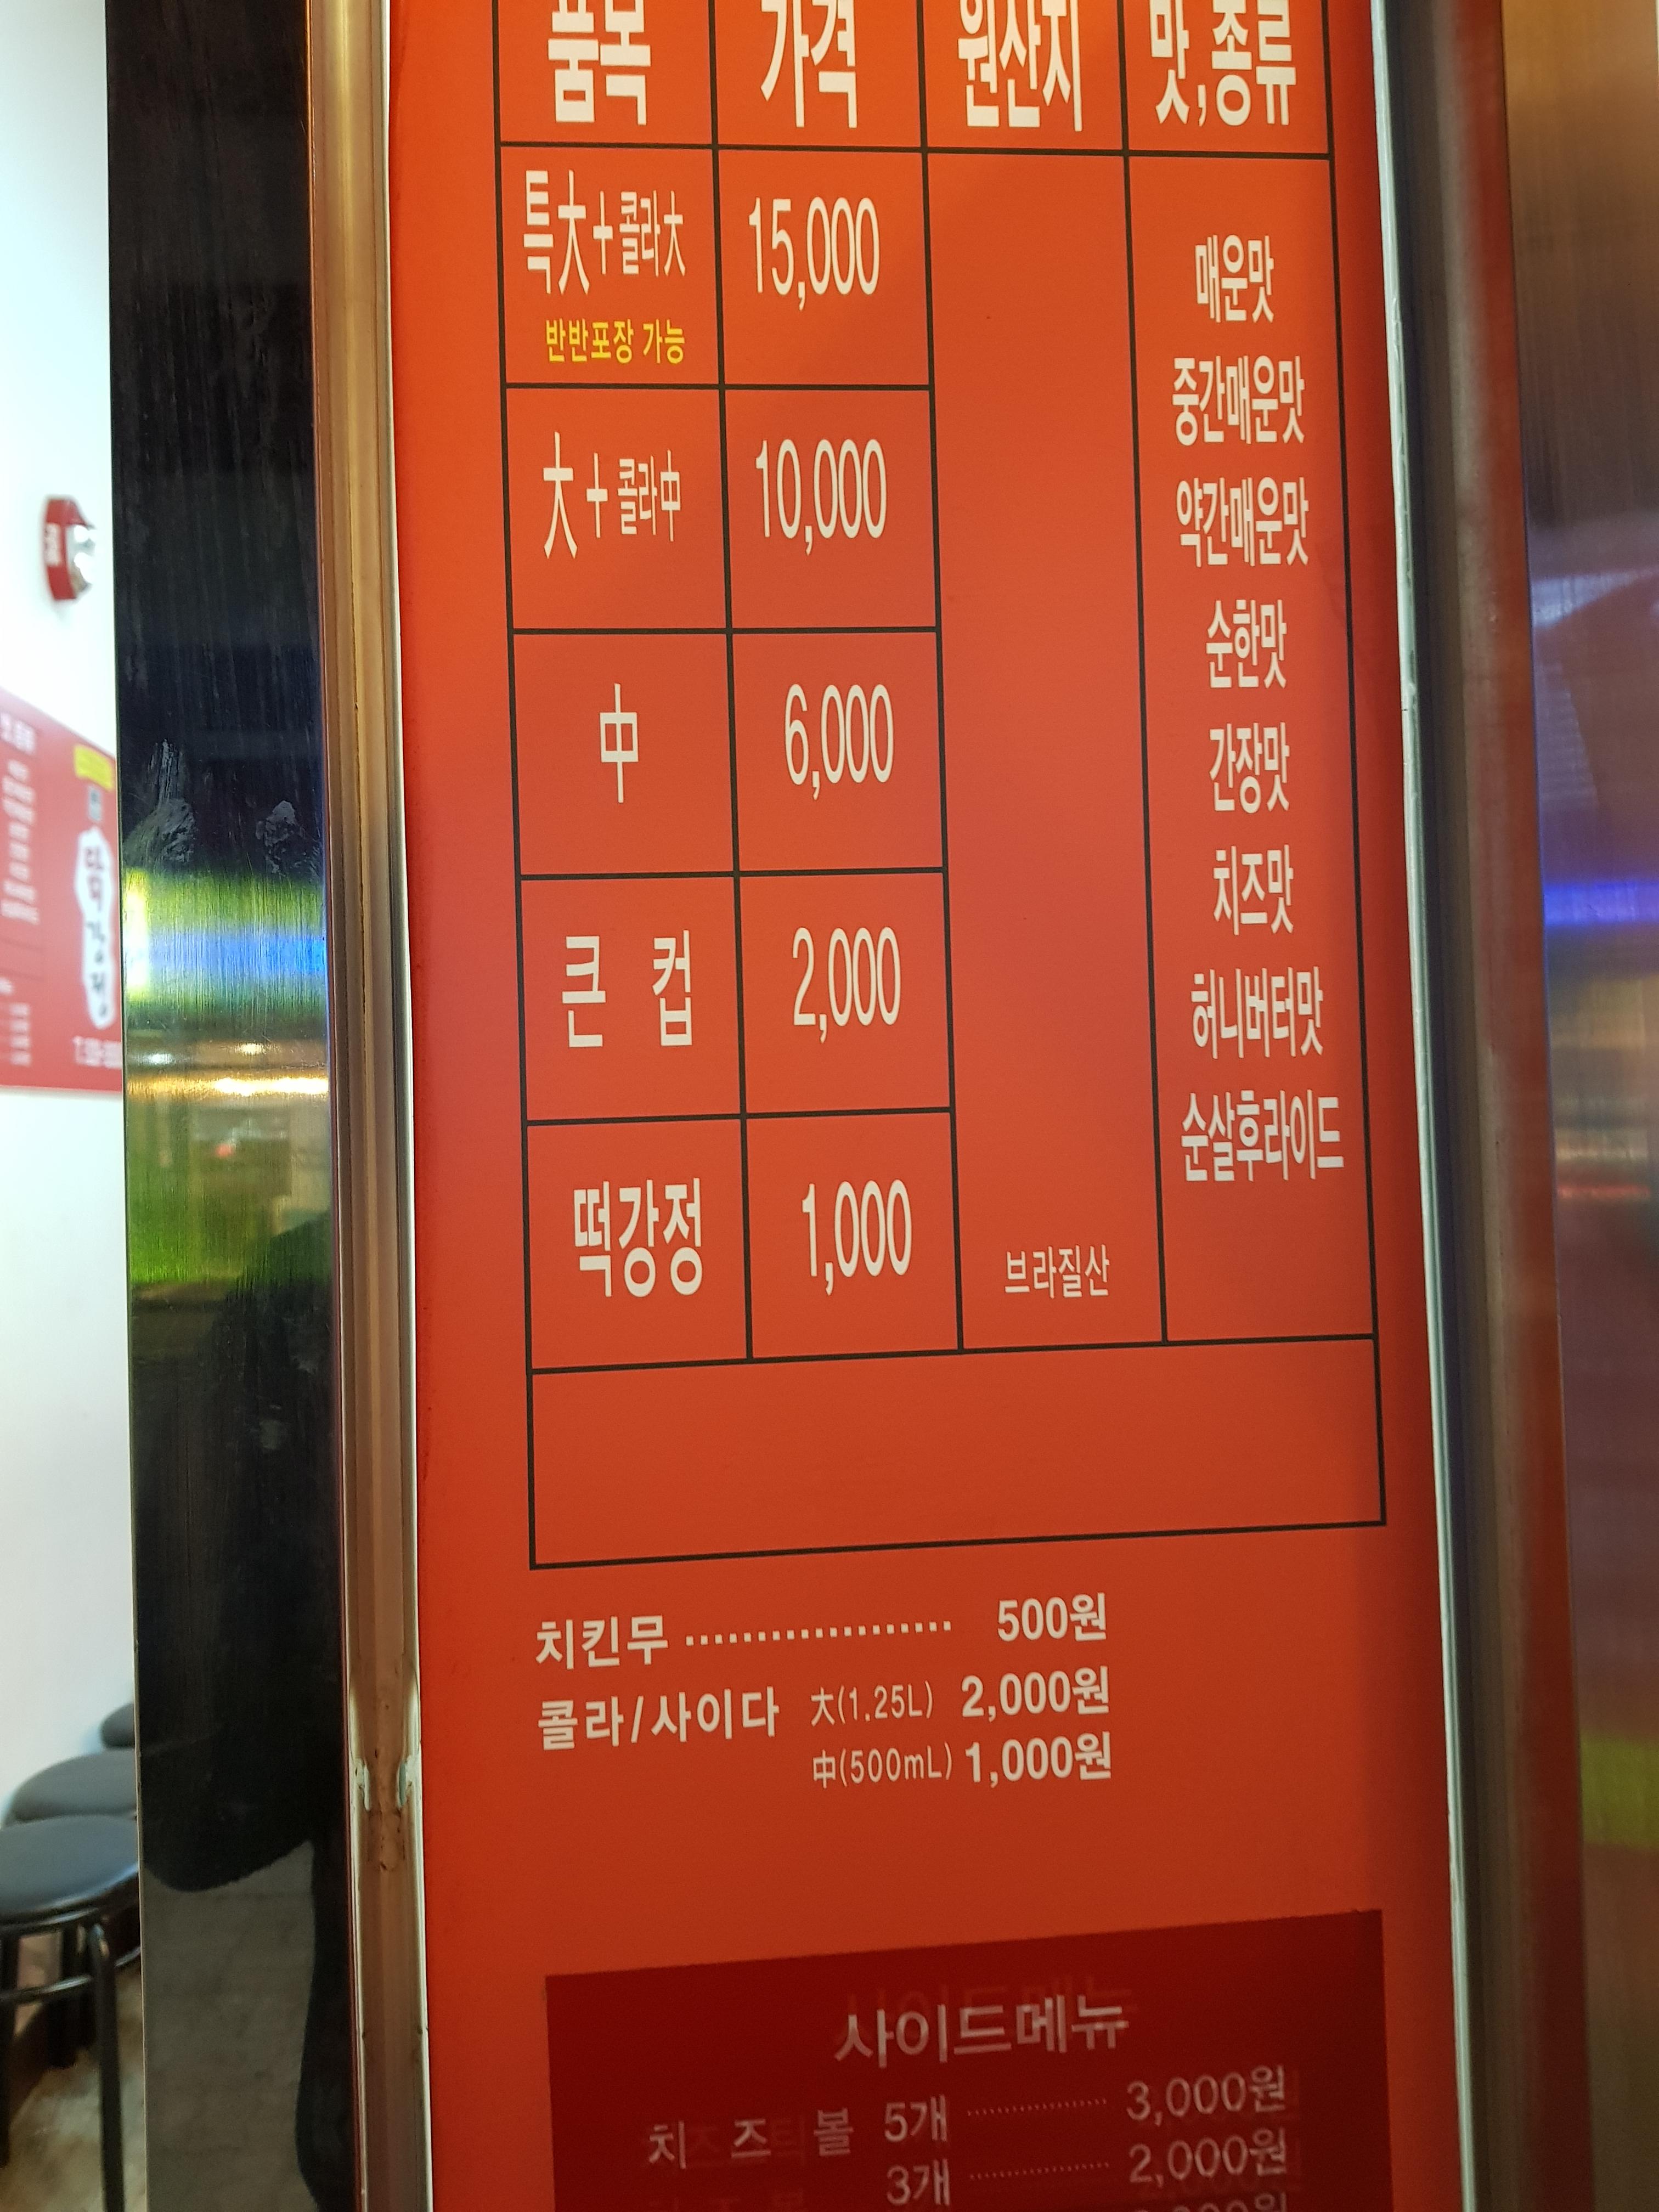 품목 가격 원산지 맛,종류
특大+콜라大 15,000
반반포장 가능
大+콜라中 10,000
中 6,000
큰 컵 2,000
떡강정 1,000
브라질산
매운맛
중간매운맛
약간매운맛
순한맛
간장맛
치즈맛
허니버터맛
순살후라이드
치킨무 ................... 500원
콜라/사이다 大(1.25L) 2,000원
中(500mL) 1,000원
사이드메뉴
치즈볼 5개 ............ 3,000원
3개 ............ 2,000원
닭강정